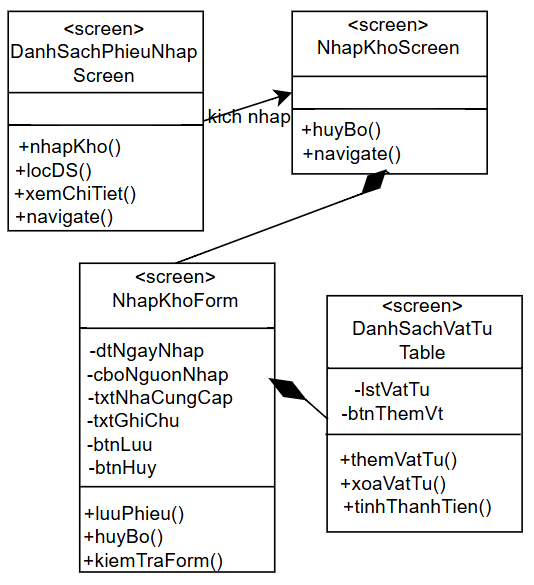 <screen>
DanhSachPhieuNhap
Screen
+nhapKho()
+locDS()
+xemChiTiet()
+navigate()
kich nhap
<screen>
NhapKhoScreen
+huyBo()
+navigate()
<screen>
NhapKhoForm
-dtNgayNhap
-cboNguonNhap
-txtNhaCungCap
-txtGhiChu
-btnLuu
-btnHuy
+luuPhieu()
+huyBo()
+kiemTraForm()
<screen>
DanhSachVatTu
Table
-lstVatTu
-btnThemVt
+themVatTu()
+xoaVatTu()
+tinhThanhTien()